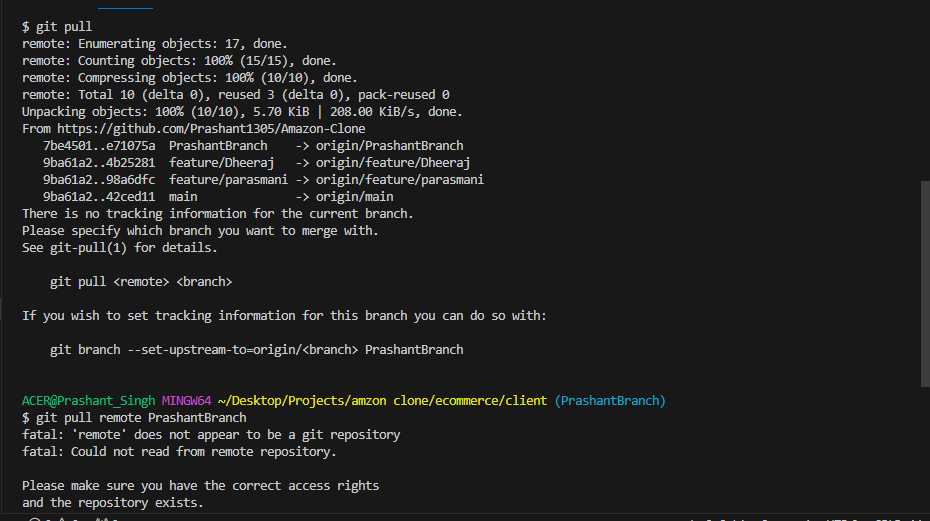 $ git pull
remote: Enumerating objects: 17, done.
remote: Counting objects: 100% (15/15), done.
remote: Compressing objects: 100% (10/10), done.
remote: Total 10 (delta 0), reused 3 (delta 0), pack-reused 0
Unpacking objects: 100% (10/10), 5.70 KiB | 208.00 KiB/s, done.
From https://github.com/Prashant1305/Amazon-Clone
   7be4501..e71075a  PrashantBranch    -> origin/PrashantBranch
   9ba61a2..4b25281  feature/Dheeraj   -> origin/feature/Dheeraj
   9ba61a2..98a6dfc  feature/parasmani -> origin/feature/parasmani
   9ba61a2..42ced11  main              -> origin/main
There is no tracking information for the current branch.
Please specify which branch you want to merge with.
See git-pull(1) for details.
    git pull <remote> <branch>
If you wish to set tracking information for this branch you can do so with:
    git branch --set-upstream-to=origin/<branch> PrashantBranch
ACER@Prashant_Singh MINGW64 ~/Desktop/Projects/amzon clone/ecommerce/client (PrashantBranch)
$ git pull remote PrashantBranch
fatal: 'remote' does not appear to be a git repository
fatal: Could not read from remote repository.
Please make sure you have the correct access rights
and the repository exists.